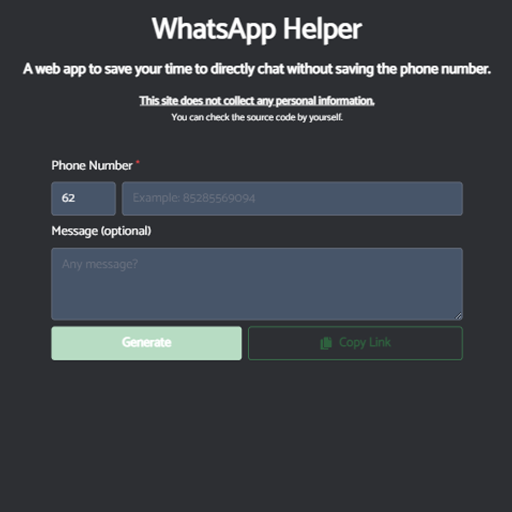 WhatsApp Helper
A web app to save your time to directly chat without saving the phone number.
This site does not collect any personal information.
You can check the source code by yourself.
Phone Number *
62 Example: 85285569094
Message (optional)
Any message?
Generate Copy Link